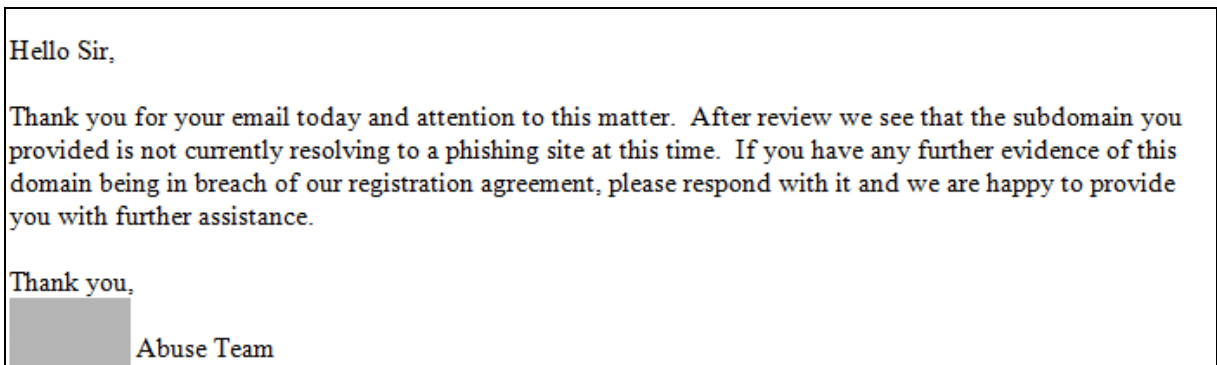 Hello Sir,
Thank you for your email today and attention to this matter.  After review we see that the subdomain you
provided is not currently resolving to a phishing site at this time.  If you have any further evidence of this
domain being in breach of our registration agreement, please respond with it and we are happy to provide
you with further assistance.
Thank you,
Abuse Team